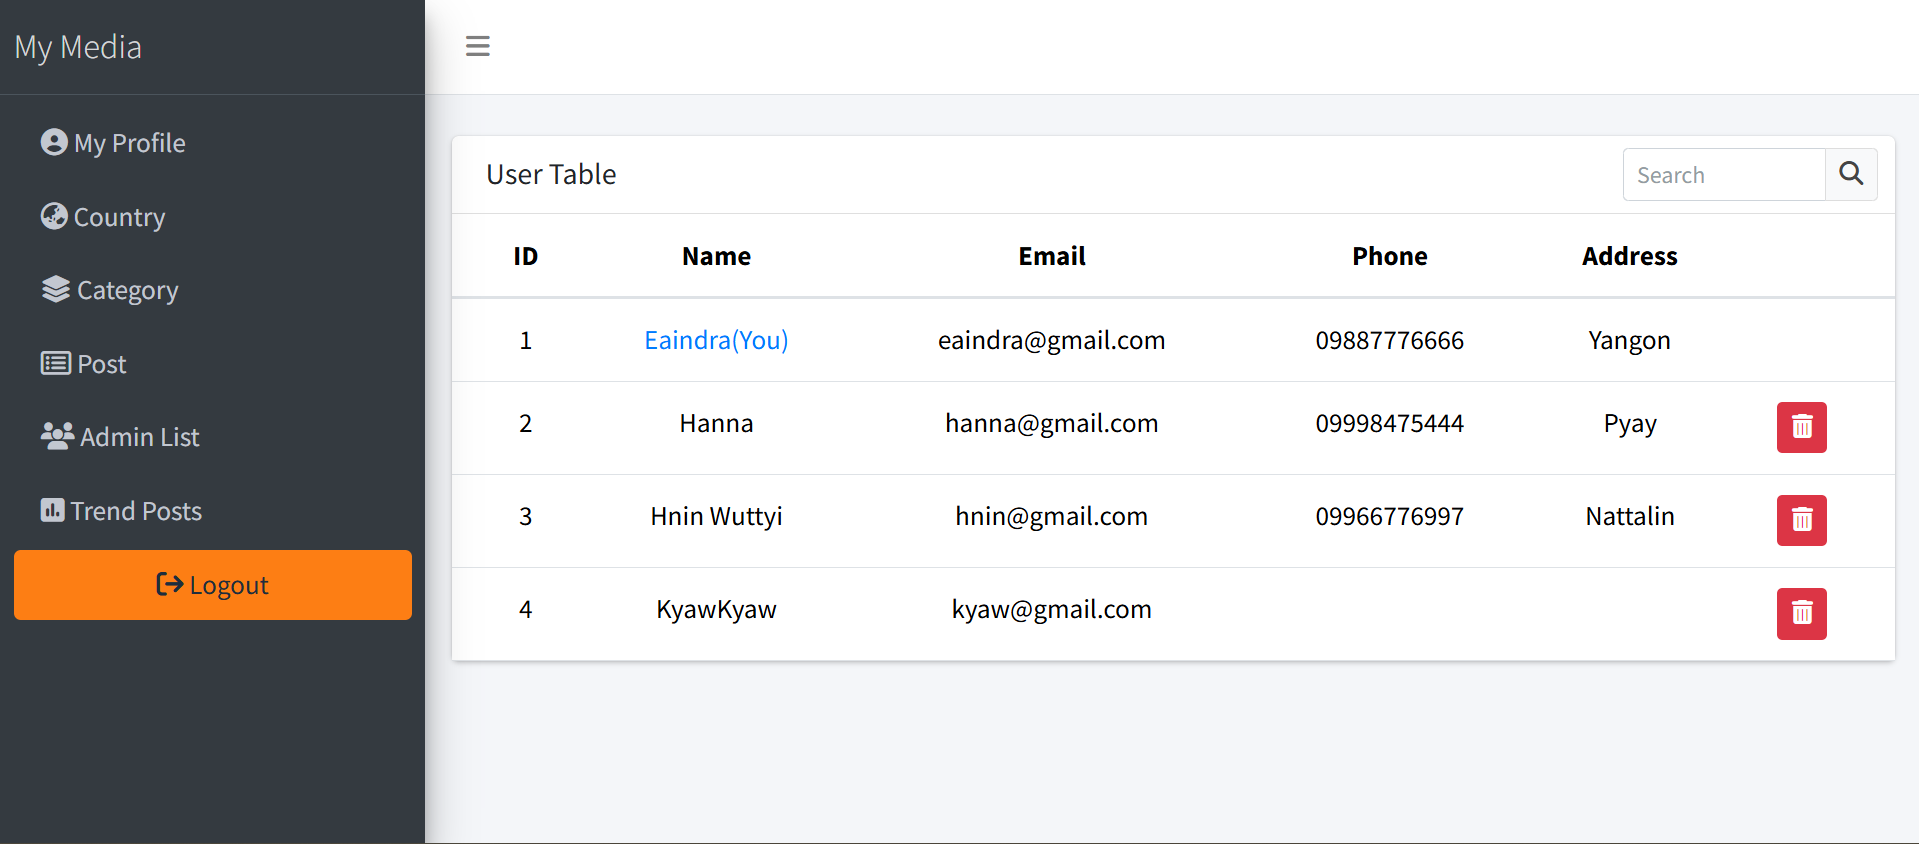 My Media
My Profile
Country
Category
Post
Admin List
Trend Posts
Logout
User Table
Search
ID Name Email Phone Address
1 Eaindra(You) eaindra@gmail.com 09887776666 Yangon
2 Hanna hanna@gmail.com 09998475444 Pyay
3 Hnin Wuttyi hnin@gmail.com 09966776997 Nattalin
4 KyawKyaw kyaw@gmail.com